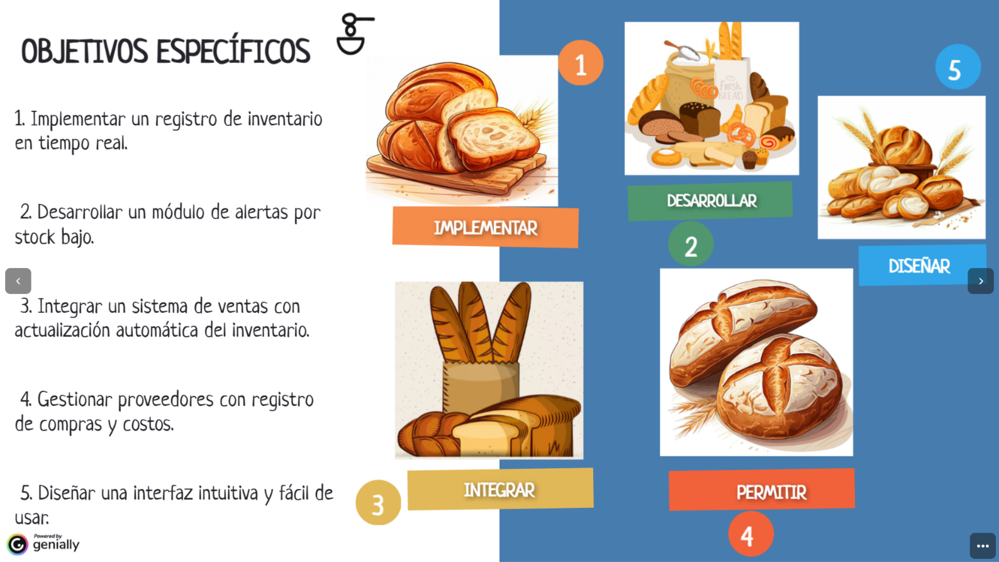 OBJETIVOS ESPECÍFICOS
1. Implementar un registro de inventario
en tiempo real.
2. Desarrollar un módulo de alertas por
stock bajo.
3. Integrar un sistema de ventas con
actualización automática del inventario.
4. Gestionar proveedores con registro
de compras y costos.
5. Diseñar una interfaz intuitiva y fácil de
usar.
Powered by
genially
1
IMPLEMENTAR
FRESH
BREAD
DESARROLLAR
2
5
DISEÑAR
INTEGRAR
3
PERMITIR
4